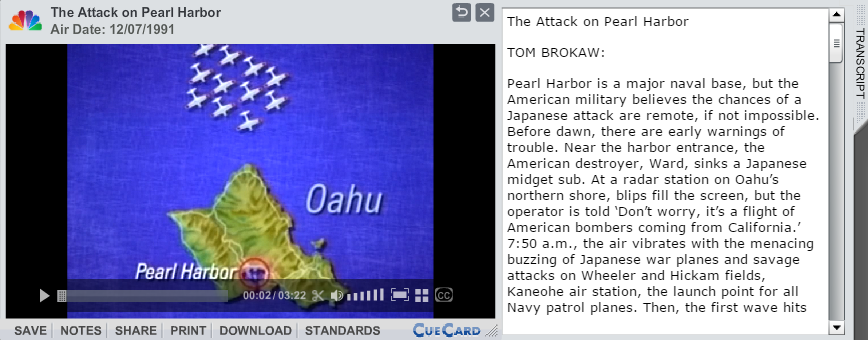 The Attack on Pearl Harbor
Air Date: 12/07/1991
Oahu
Pearl Harbor
00:02 / 03:22
CC
SAVE
NOTES
SHARE
PRINT
DOWNLOAD
STANDARDS
CUECARD
The Attack on Pearl Harbor
TOM BROKAW:
Pearl Harbor is a major naval base, but the
American military believes the chances of a
Japanese attack are remote, if not impossible.
Before dawn, there are early warnings of
trouble. Near the harbor entrance, the
American destroyer, Ward, sinks a Japanese
midget sub. At a radar station on Oahu’s
northern shore, blips fill the screen, but the
operator is told ‘Don’t worry, it’s a flight of
American bombers coming from California.’
7:50 a.m., the air vibrates with the menacing
buzzing of Japanese war planes and savage
attacks on Wheeler and Hickam fields,
Kaneohe air station, the launch point for all
Navy patrol planes. Then, the first wave hits
TRANSCRIPT